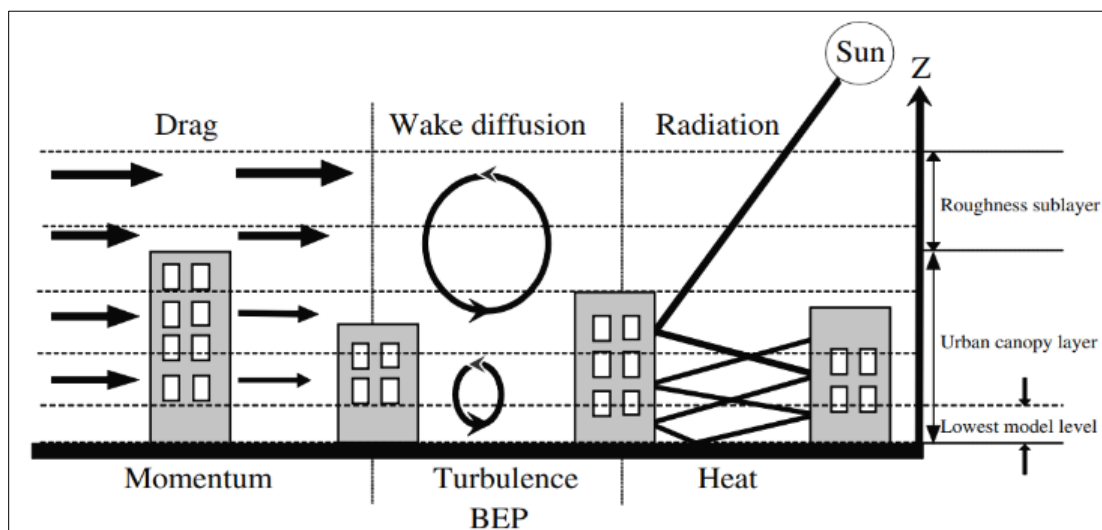 Sun
Z
Drag
Wake diffusion
Radiation
Roughness sublayer
Urban canopy layer
Lowest model level
Momentum
Turbulence
Heat
BEP